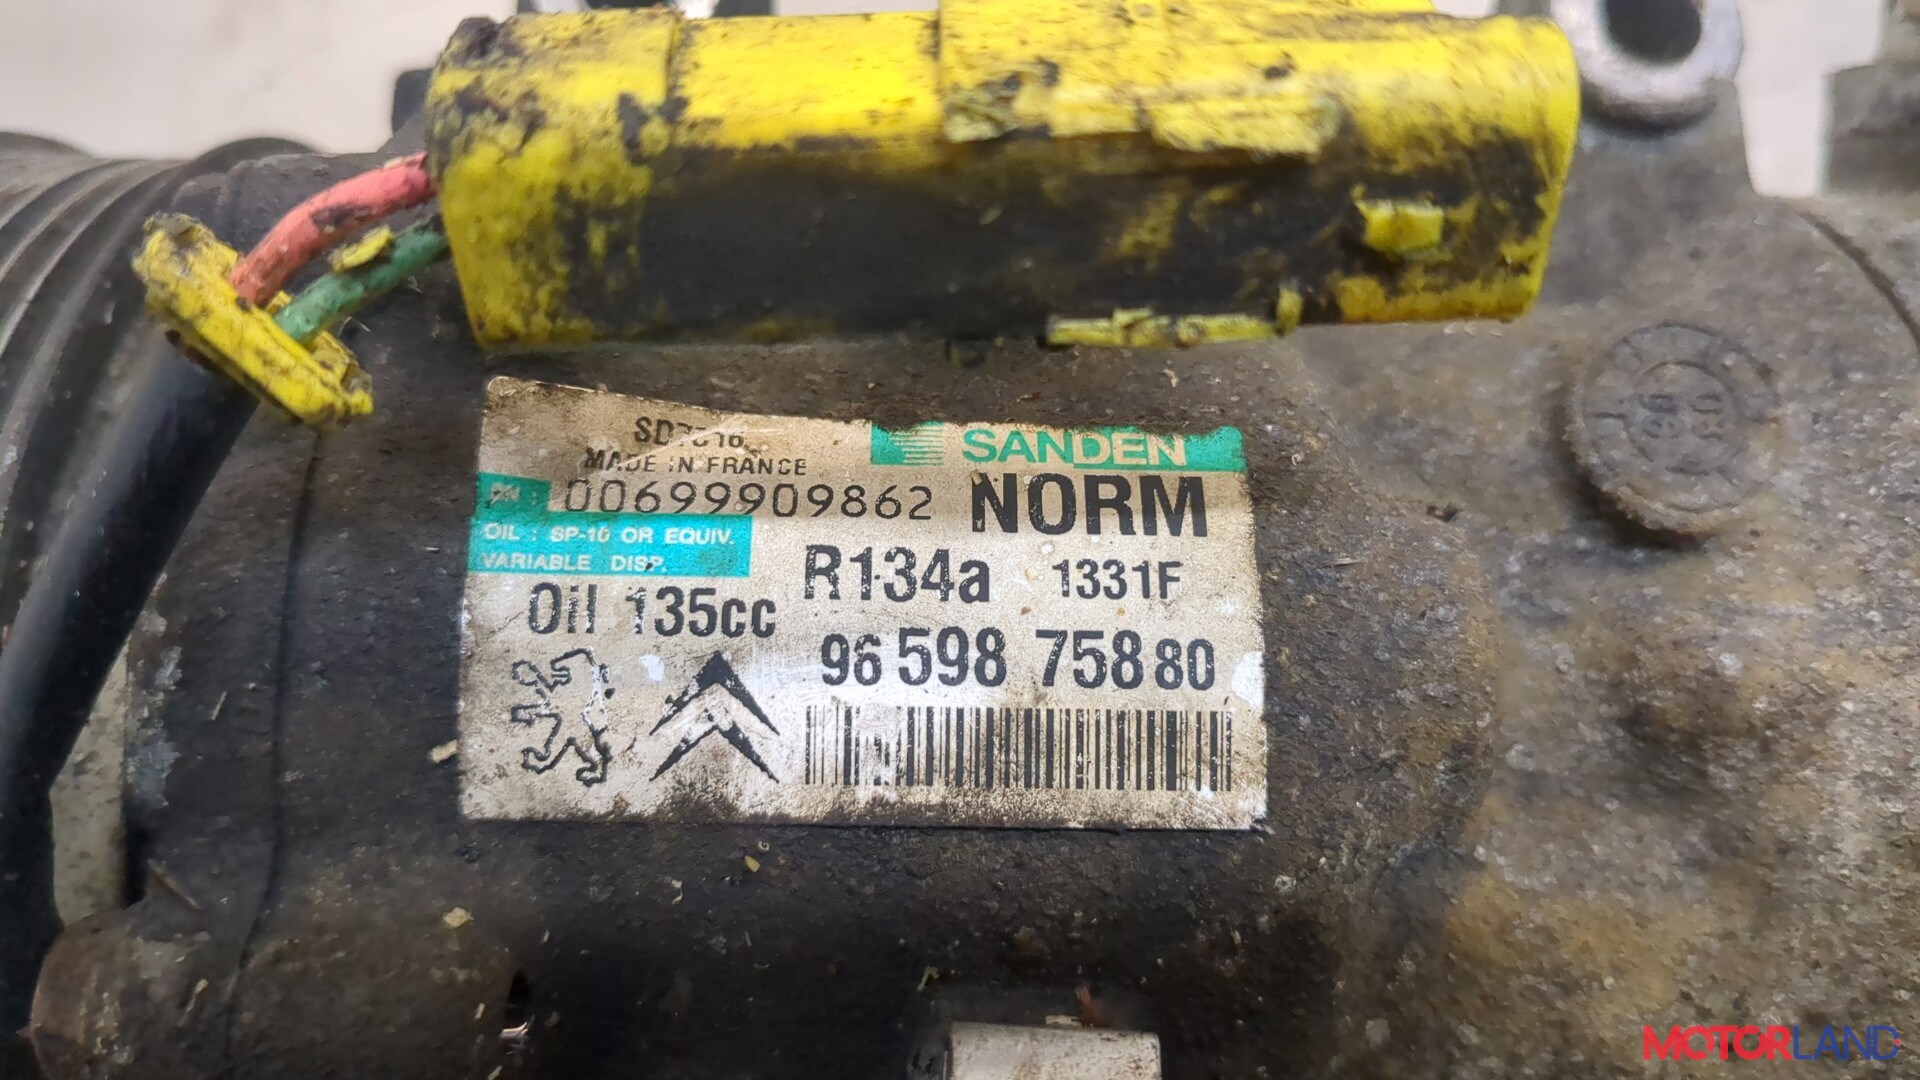 MADE IN FRANCE
SANDEN
PN :
00699909862
NORM
OIL : SP-10 OR EQUIV.
VARIABLE DISP.
R134a
1331F
Oil 135cc
96 598 758 80
MOTORLAND